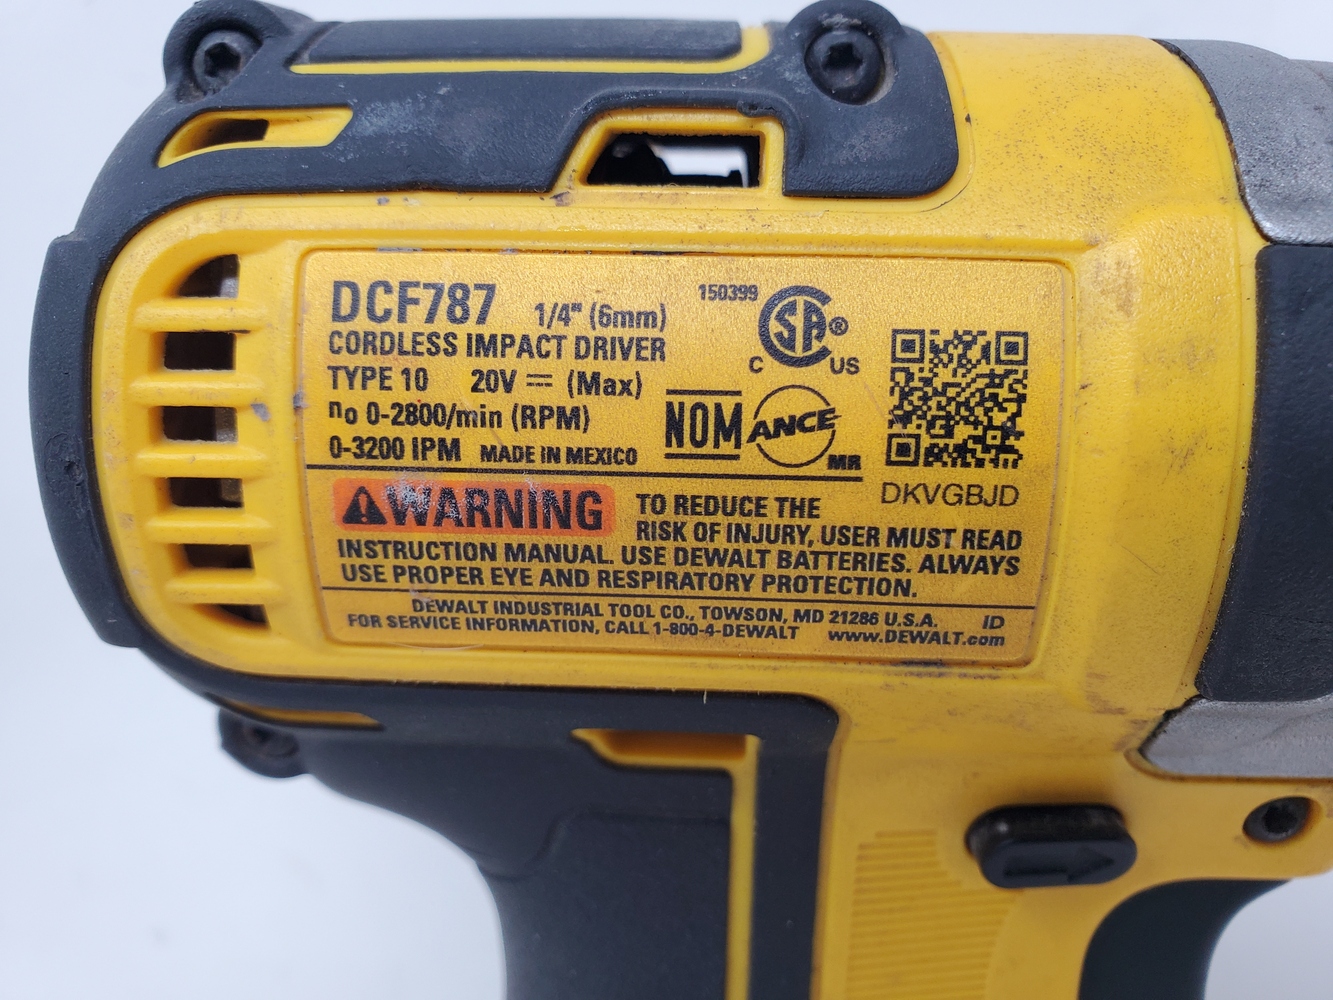 DCF787 1/4" (6mm)
CORDLESS IMPACT DRIVER
TYPE 10 20V ⎓ (Max)
no 0-2800/min (RPM)
0-3200 IPM MADE IN MEXICO
150399
SA®
C US
NOM ANCE
MR
DKVGBJD
⚠WARNING TO REDUCE THE
RISK OF INJURY, USER MUST READ
INSTRUCTION MANUAL. USE DEWALT BATTERIES. ALWAYS
USE PROPER EYE AND RESPIRATORY PROTECTION.
DEWALT INDUSTRIAL TOOL CO., TOWSON, MD 21286 U.S.A. ID
FOR SERVICE INFORMATION, CALL 1-800-4-DEWALT www.DEWALT.com